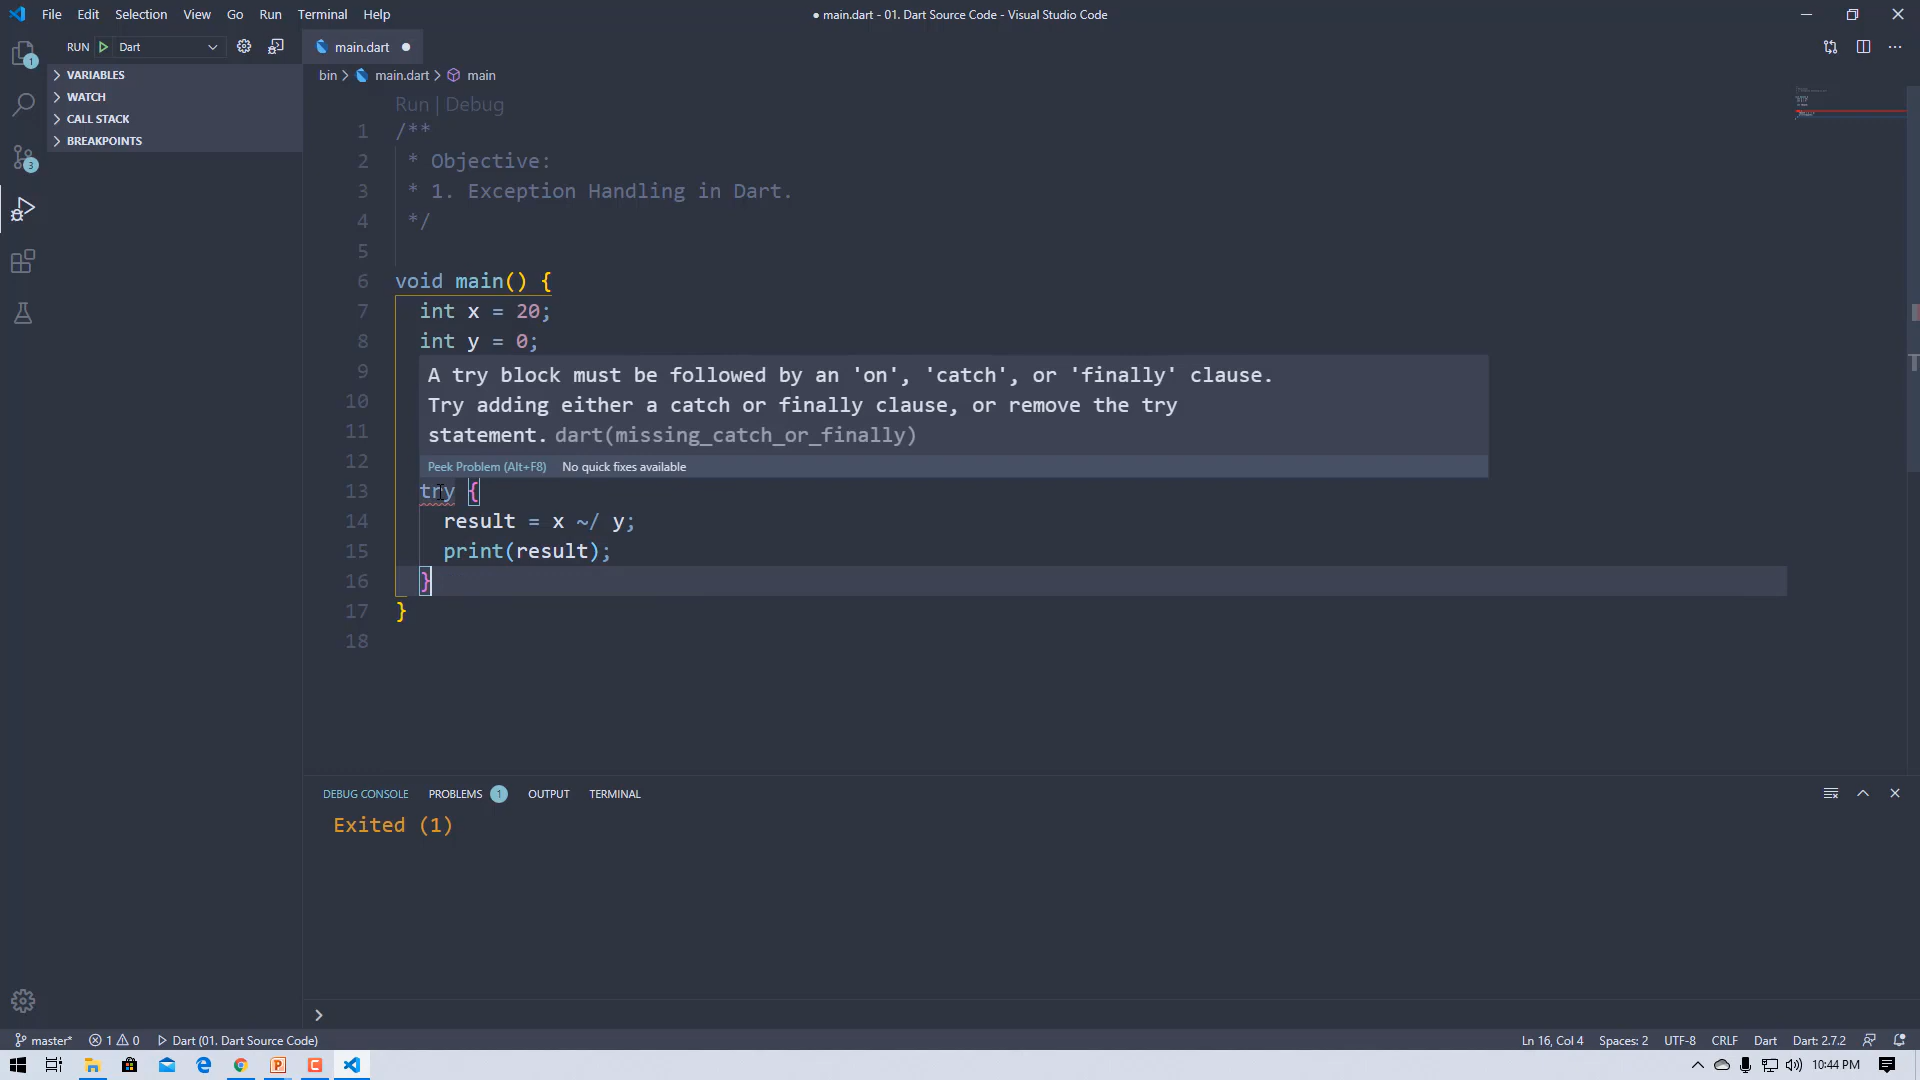 File Edit Selection View Go Run Terminal Help
● main.dart - 01. Dart Source Code - Visual Studio Code
RUN Dart
main.dart
VARIABLES
WATCH
CALL STACK
BREAKPOINTS
1
3
bin > main.dart > main
Run | Debug
1 /**
2 * Objective:
3 * 1. Exception Handling in Dart.
4 */
5
6 void main() {
7 int x = 20;
8 int y = 0;
9
10
11
12
A try block must be followed by an 'on', 'catch', or 'finally' clause.
Try adding either a catch or finally clause, or remove the try
statement. dart(missing_catch_or_finally)
Peek Problem (Alt+F8) No quick fixes available
13 try {
14 result = x ~/ y;
15 print(result);
16 }
17 }
18
DEBUG CONSOLE PROBLEMS 1 OUTPUT TERMINAL
Exited (1)
master* 1 0 Dart (01. Dart Source Code)
Ln 16, Col 4 Spaces: 2 UTF-8 CRLF Dart Dart: 2.7.2
10:44 PM